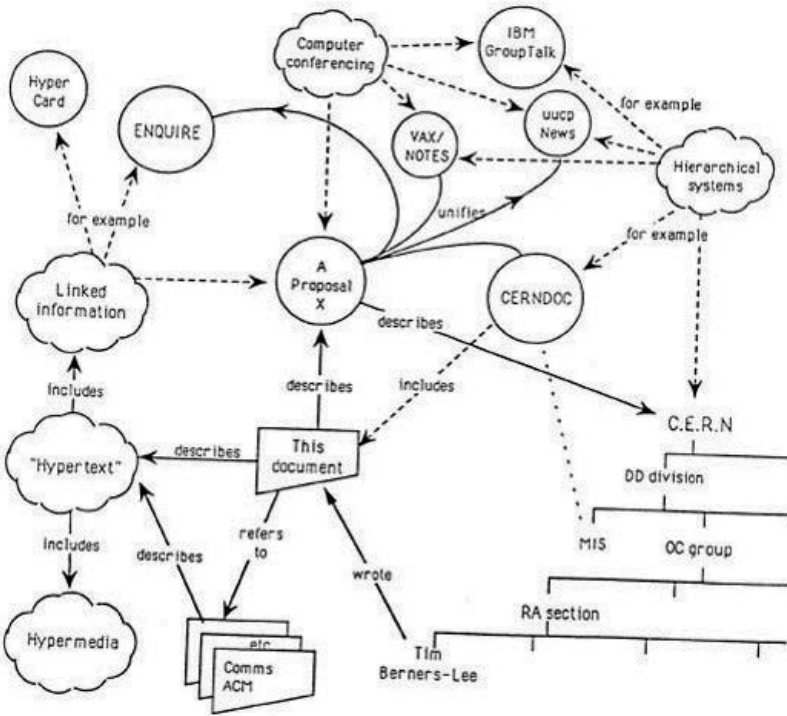 IBM
GroupTalk
Computer
conferencing
Hyper
Card
for example
uucp
News
ENQUIRE
VAX/
NOTES
Hierarchical
systems
unifies
for example
for example
A
Proposal
X
Linked
information
CERNDOC
describes
includes
describes
includes
C.E.R.N
This
document
describes
"Hypertext"
DD division
refers
to
includes
describes
MIS
OC group
wrote
RA section
Hypermedia
etc
Tim
Berners-Lee
Comms
ACM